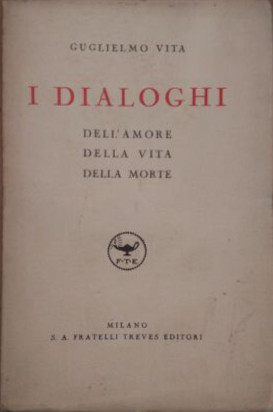 GUGLIELMO VITA
I DIALOGHI
DELL'AMORE
DELLA VITA
DELLA MORTE
F·T·E
MILANO
S. A. FRATELLI TREVES EDITORI